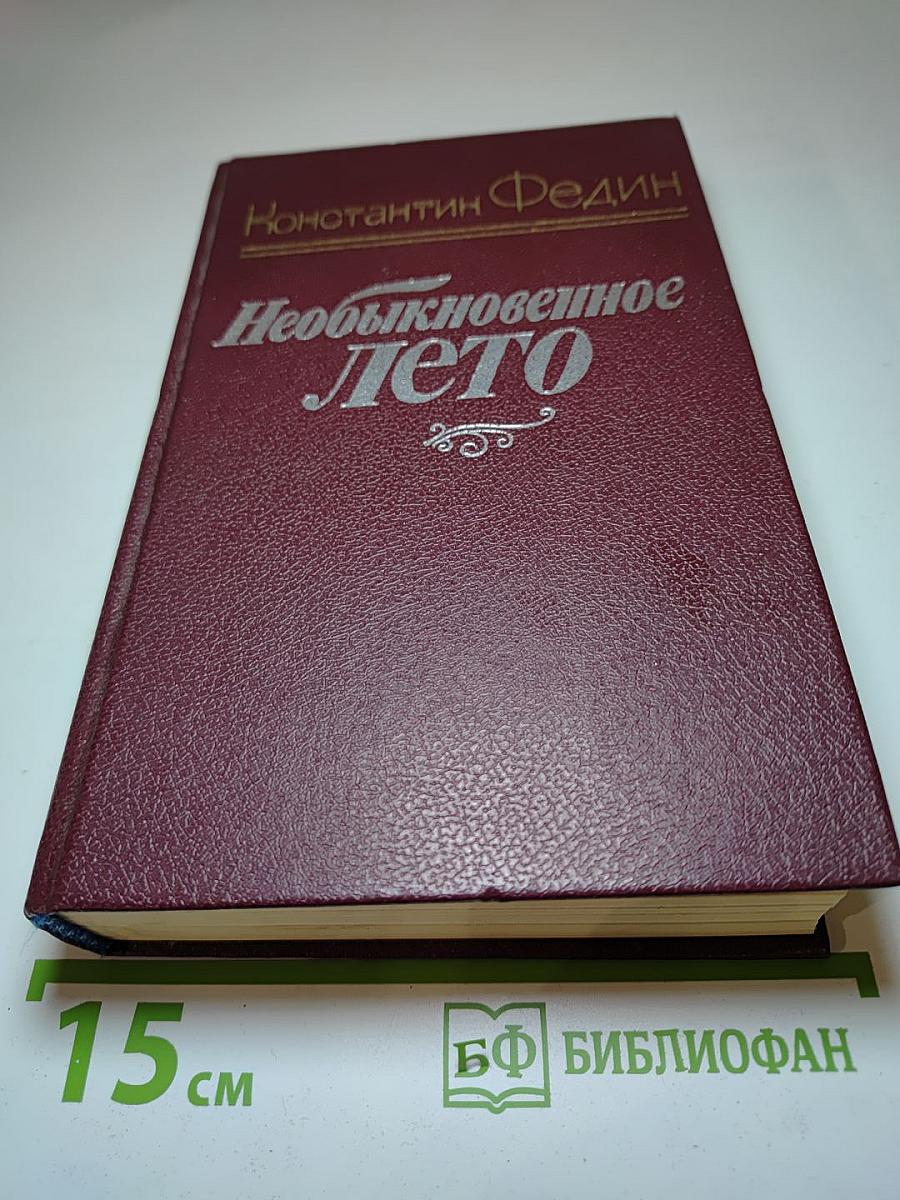 Константин Федин
Необыкновенное
лето
15 см
БФ БИБЛИОФАН